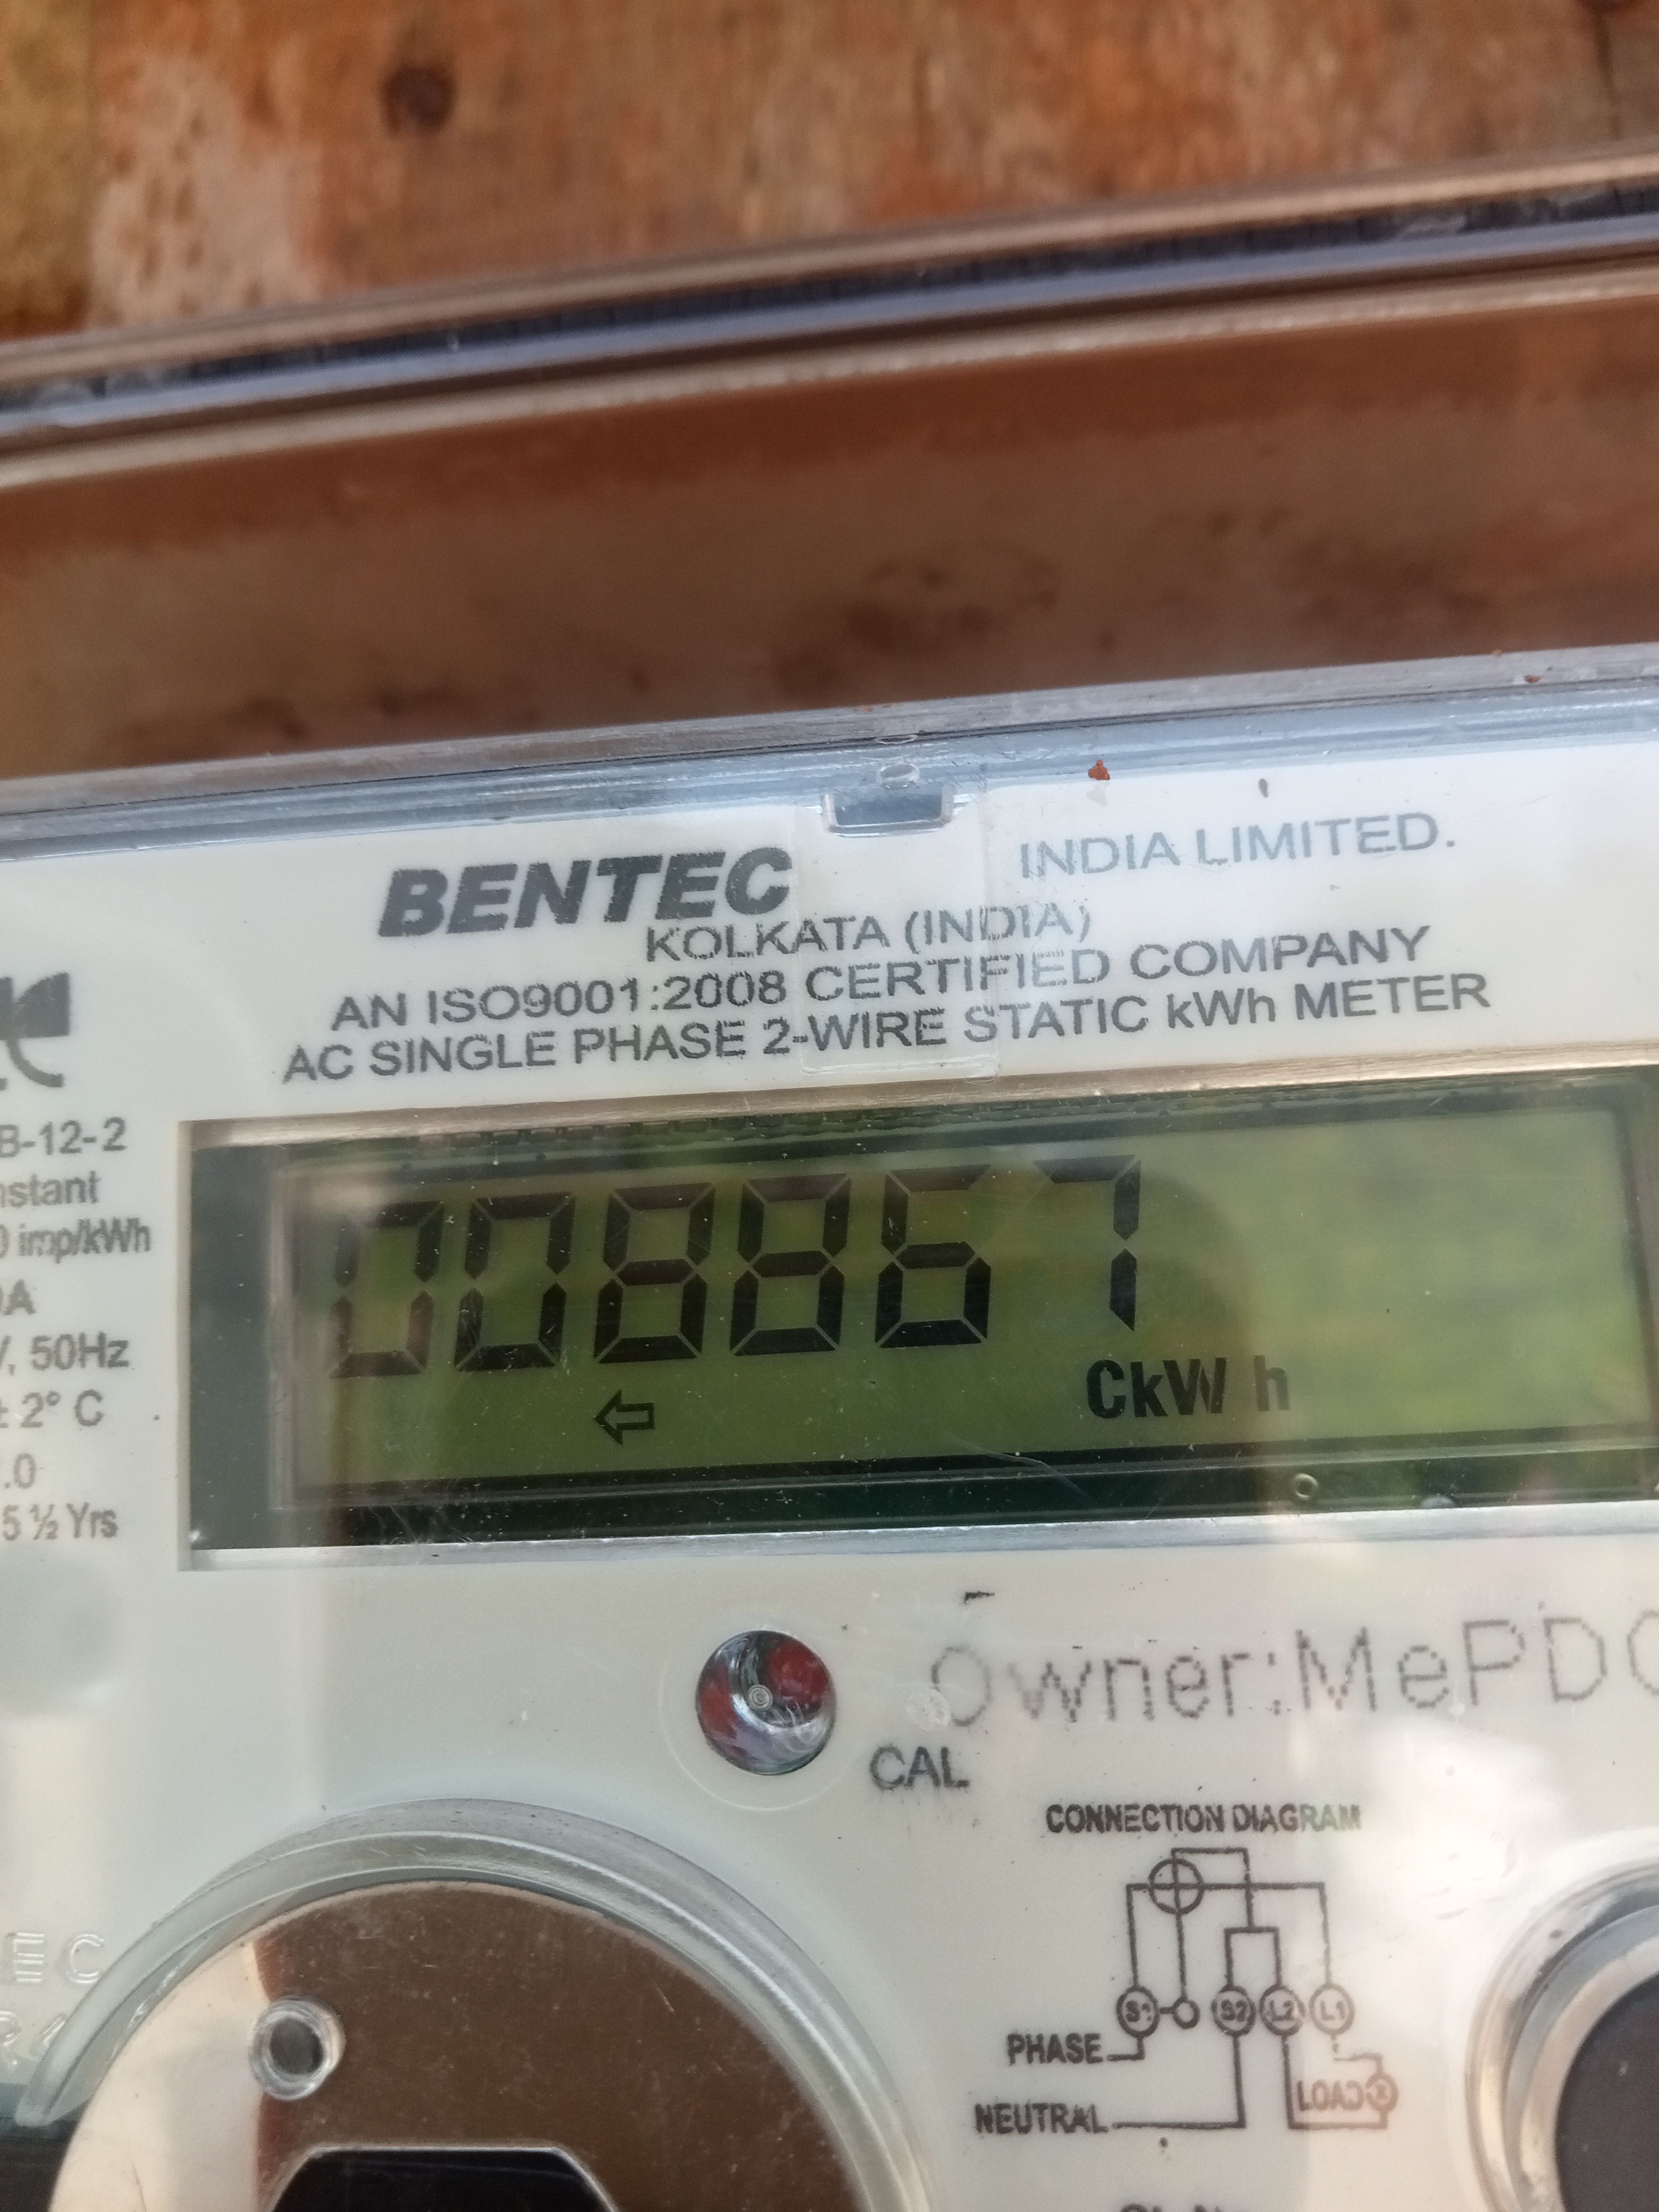 BENTEC INDIA LIMITED.
KOLKATA (INDIA)
AN ISO9001:2008 CERTIFIED COMPANY
AC SINGLE PHASE 2-WIRE STATIC kWh METER
B-12-2
imp/kWh
50Hz
2° C
.0
5 ½ Yrs
008867
CkW h
Owner:MePDC
CAL
CONNECTION DIAGRAM
S1 S2 L2 L1
PHASE
LOAD
NEUTRAL